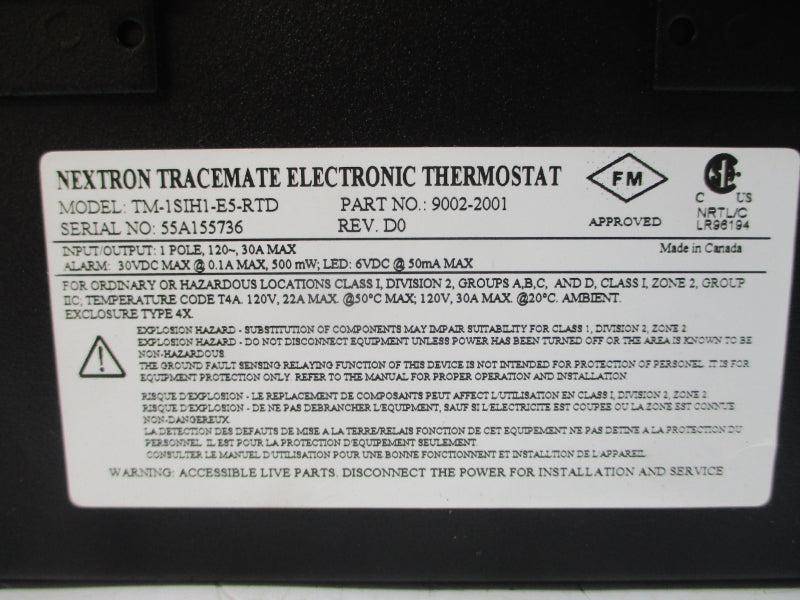 NEXTRON TRACEMATE ELECTRONIC THERMOSTAT
MODEL: TM-1SIH1-E5-RTD PART NO.: 9002-2001
SERIAL NO: 55A155736 REV. D0
FM
APPROVED
C US
NRTL/C
LR96194
INPUT/OUTPUT: 1 POLE, 120~, 30A MAX Made in Canada
ALARM: 30VDC MAX @ 0.1A MAX, 500 mW; LED: 6VDC @ 50mA MAX
FOR ORDINARY OR HAZARDOUS LOCATIONS CLASS I, DIVISION 2, GROUPS A,B,C, AND D, CLASS I, ZONE 2, GROUP
IIC, TEMPERATURE CODE T4A. 120V, 22A MAX. @50°C MAX; 120V, 30A MAX. @20°C. AMBIENT.
EXCLOSURE TYPE 4X.
EXPLOSION HAZARD - SUBSTITUTION OF COMPONENTS MAY IMPAIR SUITABILITY FOR CLASS 1, DIVISION 2, ZONE 2
EXPLOSION HAZARD - DO NOT DISCONNECT EQUIPMENT UNLESS POWER HAS BEEN TURNED OFF OR THE AREA IS KNOWN TO BE
NON-HAZARDOUS.
THE GROUND FAULT SENSING RELAYING FUNCTION OF THIS DEVICE IS NOT INTENDED FOR PROTECTION OF PERSONEL. IT IS FOR
EQUIPMENT PROTECTION ONLY. REFER TO THE MANUAL FOR PROPER OPERATION AND INSTALLATION
RISQUE D'EXPLOSION - LE REPLACEMENT DE COMPOSANTS PEUT AFFECT L'UTILISATION EN CLASS I, DIVISION 2, ZONE 2
RISQUE D'EXPLOSION - DE NE PAS DEBRANCHER L'EQUIPMENT, SAUF SI L'ELECTRICITE EST COUPEE OU LA ZONE EST CONNUE
NON-DANGEREUX.
LA DETECTION DES DEFAUTS DE MISE A LA TERRE/RELAIS FONCTION DE CET EQUIPEMENT NE PAS DEFINE A LA PROTECTION DU
PERSONNEL. IL EST POUR LA PROTECTION D'EQUIPEMENT SEULEMENT.
CONSULTER LE MANUEL D'UTILISATION POUR UNE BONNE FONCTIONNENT ET INSTALLTION DE L'APPAREIL.
WARNING: ACCESSIBLE LIVE PARTS. DISCONNECT THE POWER FOR INSTALLATION AND SERVICE